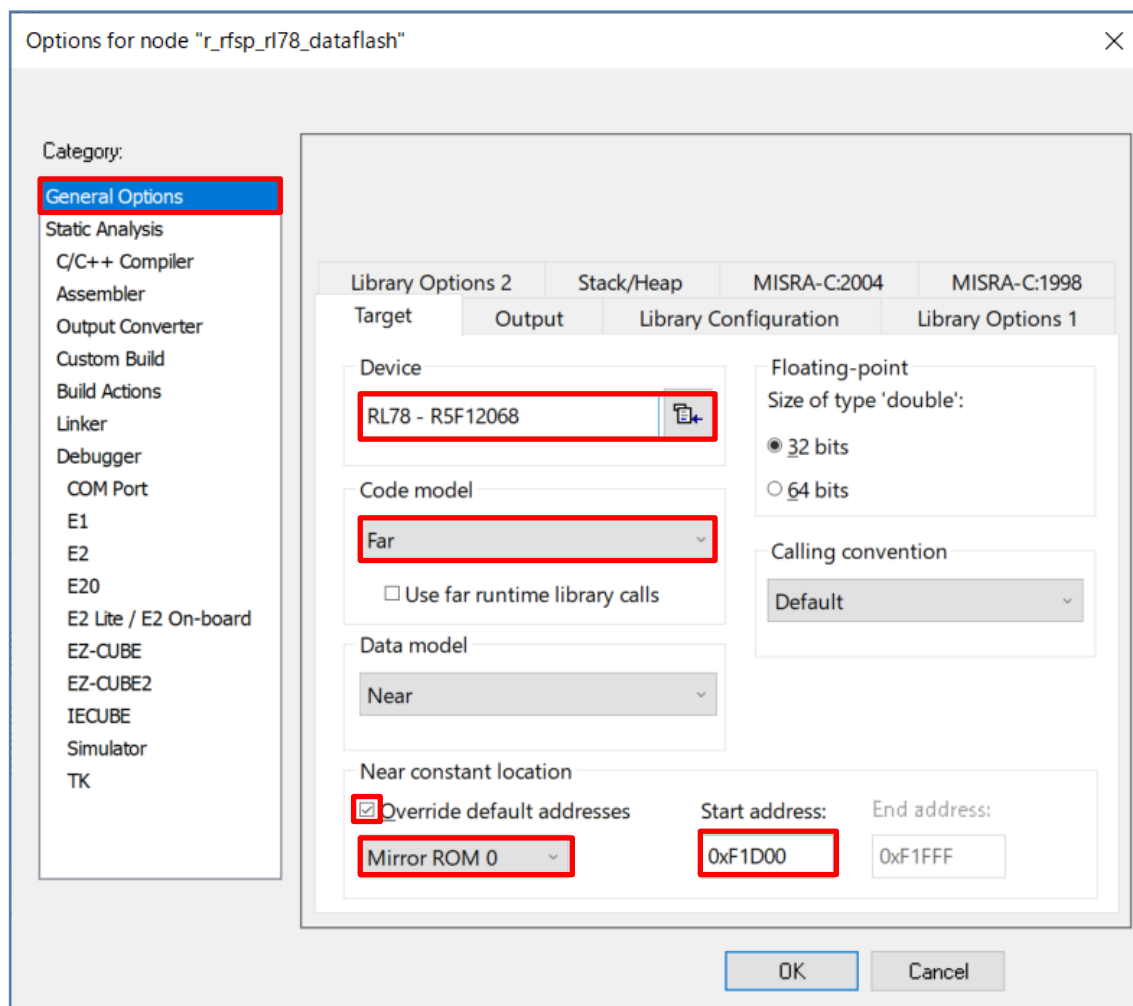 Options for node "r_rfsp_rl78_dataflash"
Category:
General Options
Static Analysis
C/C++ Compiler
Assembler
Output Converter
Custom Build
Build Actions
Linker
Debugger
COM Port
E1
E2
E20
E2 Lite / E2 On-board
EZ-CUBE
EZ-CUBE2
IECUBE
Simulator
TK
Library Options 2 Stack/Heap MISRA-C:2004 MISRA-C:1998
Target Output Library Configuration Library Options 1
Device
RL78 - R5F12068
Code model
Far
Use far runtime library calls
Data model
Near
Floating-point
Size of type 'double':
32 bits
64 bits
Calling convention
Default
Near constant location
Override default addresses Start address: End address:
Mirror ROM 0 0xF1D00 0xF1FFF
OK Cancel